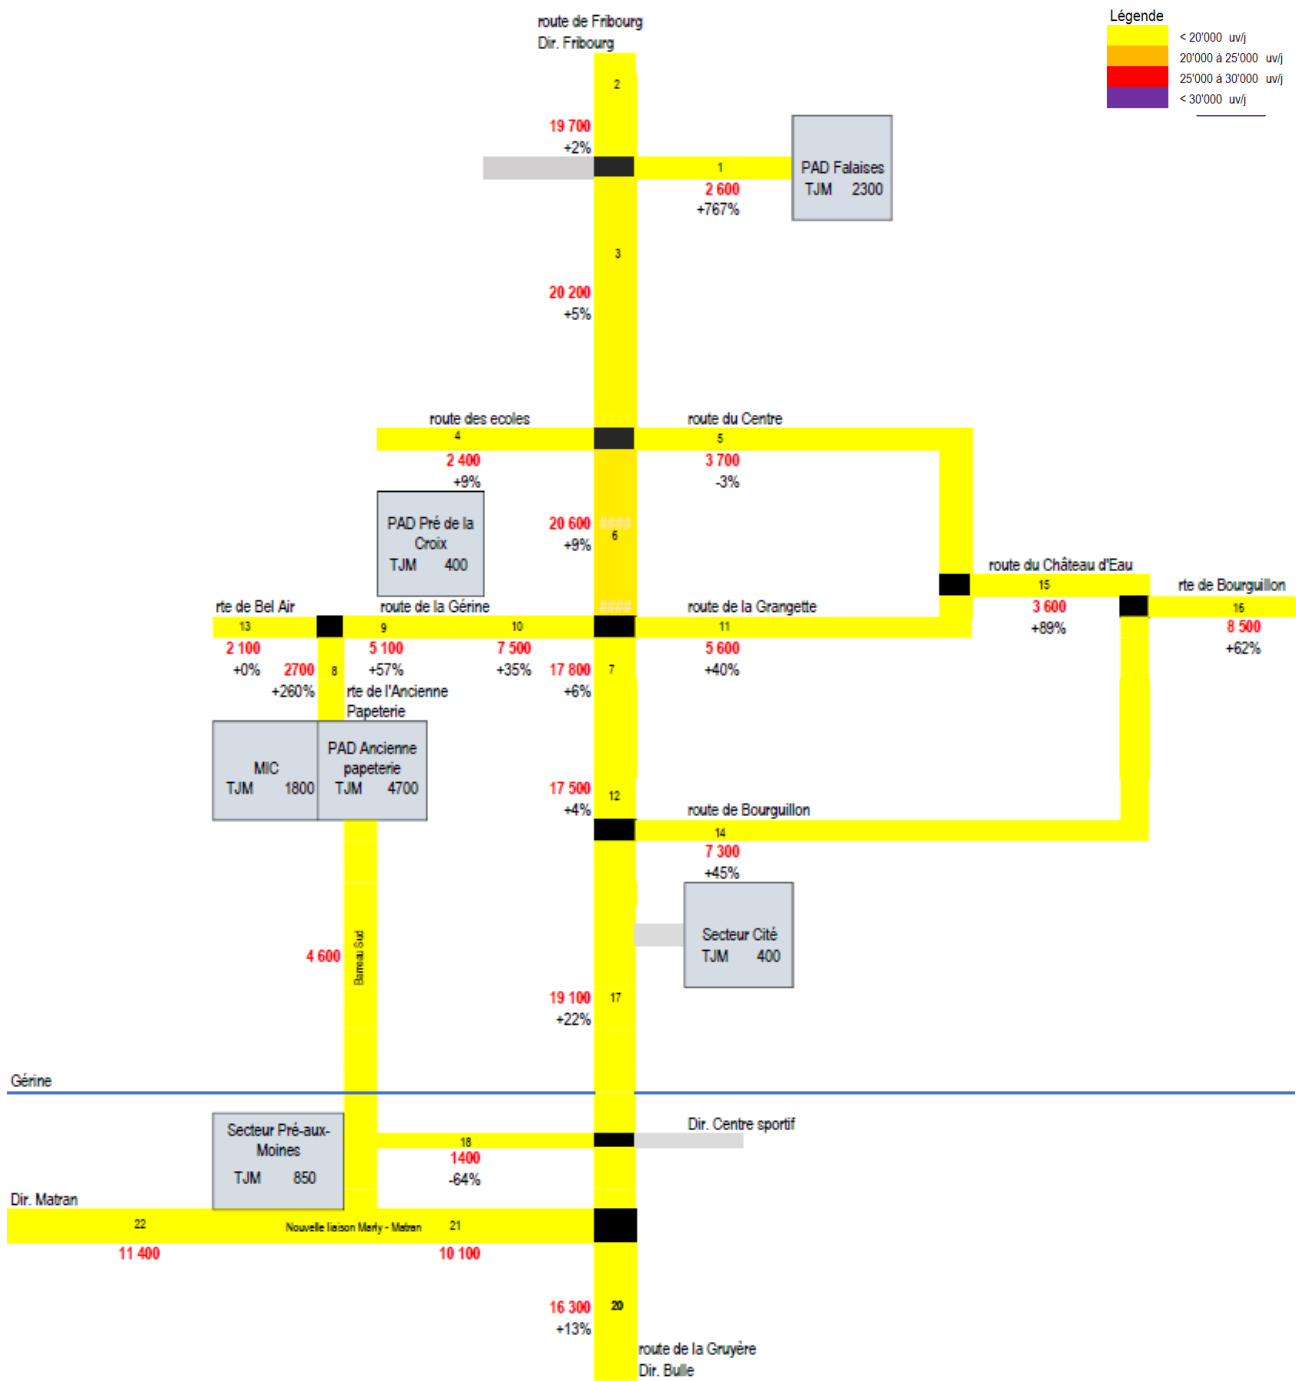 route de Fribourg
Dir. Fribourg
Légende
< 20'000 uv/j
20'000 à 25'000 uv/j
25'000 à 30'000 uv/j
< 30'000 uv/j
2
19 700
+2%
1
2 600
+767%
PAD Falaises
TJM 2300
3
20 200
+5%
route des ecoles
4
2 400
+9%
route du Centre
5
3 700
-3%
PAD Pré de la
Croix
TJM 400
20 600 ####
+9%
6
####
route du Château d'Eau
15
3 600
+89%
rte de Bourguillon
16
8 500
+62%
rte de Bel Air
13
2 100
+0%
route de la Gérine
9
5 100
+57%
10
7 500
+35%
route de la Grangette
11
5 600
+40%
2700
+260%
8
rte de l'Ancienne
Papeterie
17 800
+6%
7
MIC
TJM 1800
PAD Ancienne
papeterie
TJM 4700
17 500
+4%
12
route de Bourguillon
14
7 300
+45%
Secteur Cité
TJM 400
4 600
Barreau Sud
19 100
+22%
17
Gérine
Secteur Pré-aux-
Moines
TJM 850
18
1400
-64%
Dir. Centre sportif
Dir. Matran
22
11 400
Nouvelle liaison Marly - Matran
21
10 100
16 300
+13%
20
route de la Gruyère
Dir. Bulle